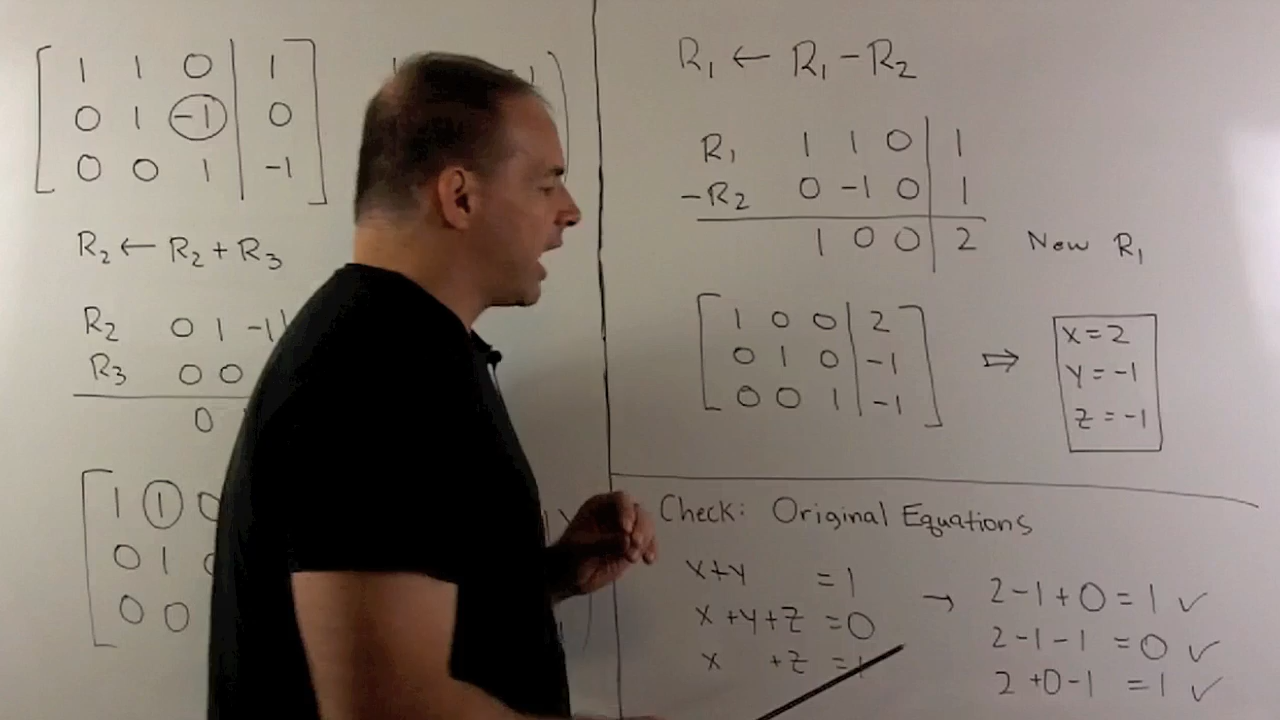 1 1 0 | 1
0 1 -1 | 0
0 0 1 | -1
R₂ ← R₂ + R₃
R₂ 0 1 -1
R₃ 0 0
0
1 1 0
0 1
0 0
R₁ ← R₁ - R₂
R₁ 1 1 0 | 1
-R₂ 0 -1 0 | 1
1 0 0 | 2 New R₁
1 0 0 | 2
0 1 0 | -1
0 0 1 | -1
⇒
x = 2
y = -1
z = -1
Check: Original Equations
x+y = 1
x+y+z = 0
x +z = 1
→
2-1+0 = 1 ✓
2-1-1 = 0 ✓
2+0-1 = 1 ✓